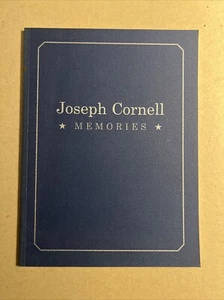 Joseph Cornell
★ MEMORIES ★